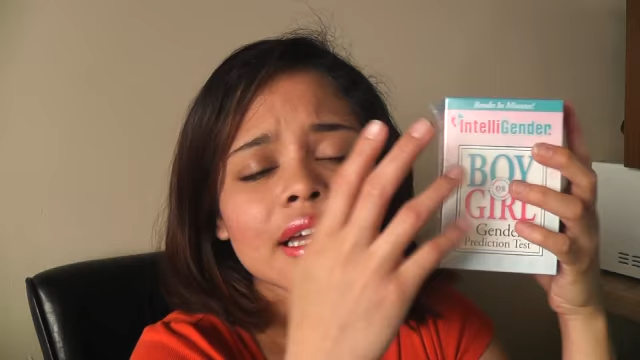 Results In Minutes!
IntelliGender
BOY
OR
GIRL
Gender
Prediction Test